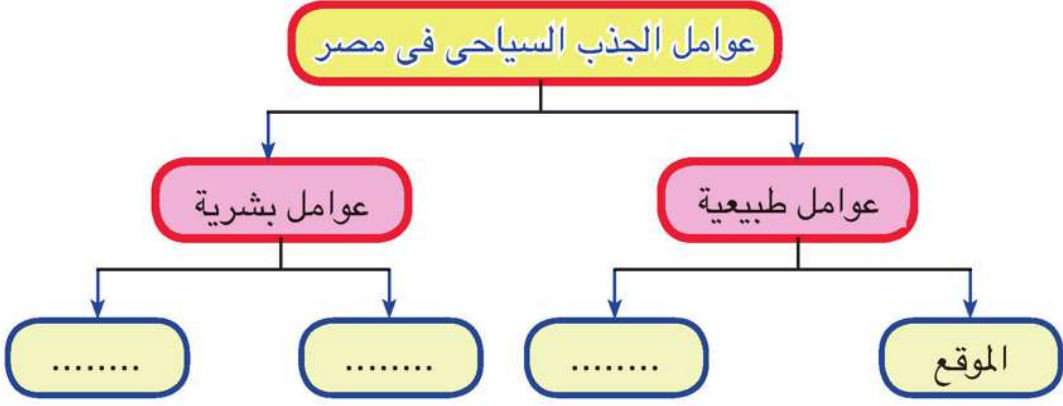 عوامل الجذب السياحى فى مصر
عوامل طبيعية
عوامل بشرية
الموقع
........
........
........